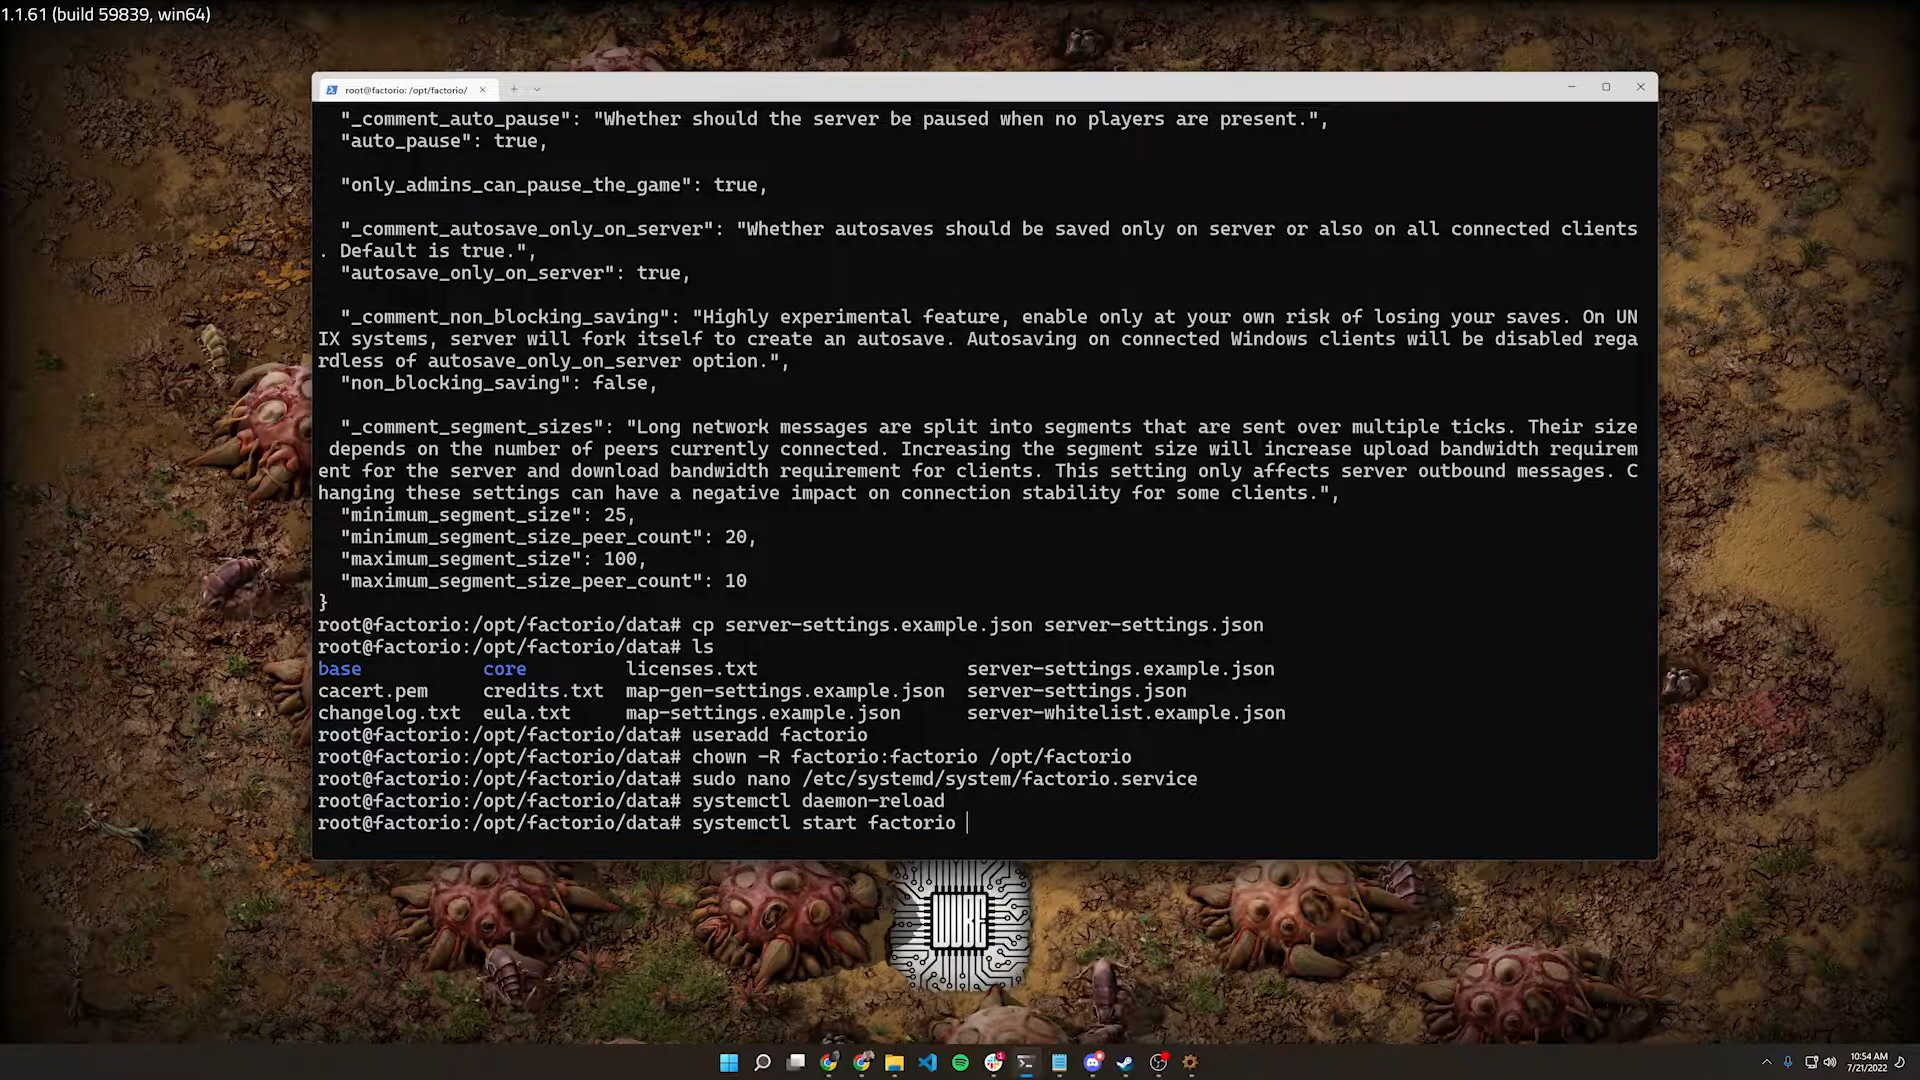 1.1.61 (build 59839, win64)
root@factorio: /opt/factorio/
"_comment_auto_pause": "Whether should the server be paused when no players are present.",
"auto_pause": true,
"only_admins_can_pause_the_game": true,
"_comment_autosave_only_on_server": "Whether autosaves should be saved only on server or also on all connected clients
. Default is true.",
"autosave_only_on_server": true,
"_comment_non_blocking_saving": "Highly experimental feature, enable only at your own risk of losing your saves. On UN
IX systems, server will fork itself to create an autosave. Autosaving on connected Windows clients will be disabled rega
rdless of autosave_only_on_server option.",
"non_blocking_saving": false,
"_comment_segment_sizes": "Long network messages are split into segments that are sent over multiple ticks. Their size
depends on the number of peers currently connected. Increasing the segment size will increase upload bandwidth requirem
ent for the server and download bandwidth requirement for clients. This setting only affects server outbound messages. C
hanging these settings can have a negative impact on connection stability for some clients.",
"minimum_segment_size": 25,
"minimum_segment_size_peer_count": 20,
"maximum_segment_size": 100,
"maximum_segment_size_peer_count": 10
}
root@factorio:/opt/factorio/data# cp server-settings.example.json server-settings.json
root@factorio:/opt/factorio/data# ls
base core licenses.txt server-settings.example.json
cacert.pem credits.txt map-gen-settings.example.json server-settings.json
changelog.txt eula.txt map-settings.example.json server-whitelist.example.json
root@factorio:/opt/factorio/data# useradd factorio
root@factorio:/opt/factorio/data# chown -R factorio:factorio /opt/factorio
root@factorio:/opt/factorio/data# sudo nano /etc/systemd/system/factorio.service
root@factorio:/opt/factorio/data# systemctl daemon-reload
root@factorio:/opt/factorio/data# systemctl start factorio
WUBE
10:54 AM
7/21/2022